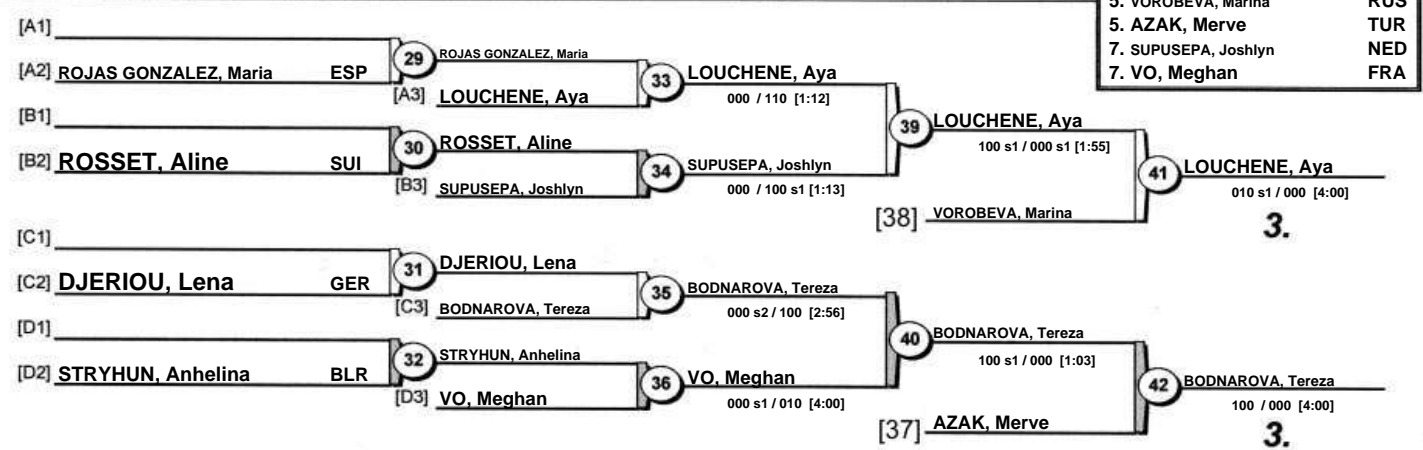 5. VOROBEVA, Marina RUS
5. AZAK, Merve TUR
7. SUPUSEPA, Joshlyn NED
7. VO, Meghan FRA
[A1]
[A2] ROJAS GONZALEZ, Maria ESP
29
ROJAS GONZALEZ, Maria
[A3] LOUCHENE, Aya
33
LOUCHENE, Aya
000 / 110 [1:12]
[B1]
[B2] ROSSET, Aline SUI
30
ROSSET, Aline
[B3] SUPUSEPA, Joshlyn
34
SUPUSEPA, Joshlyn
000 / 100 s1 [1:13]
39
LOUCHENE, Aya
100 s1 / 000 s1 [1:55]
[38] VOROBEVA, Marina
41
LOUCHENE, Aya
010 s1 / 000 [4:00]
3.
[C1]
[C2] DJERIOU, Lena GER
31
DJERIOU, Lena
[C3] BODNAROVA, Tereza
35
BODNAROVA, Tereza
000 s2 / 100 [2:56]
[D1]
[D2] STRYHUN, Anhelina BLR
32
STRYHUN, Anhelina
[D3] VO, Meghan
36
VO, Meghan
000 s1 / 010 [4:00]
40
BODNAROVA, Tereza
100 s1 / 000 [1:03]
[37] AZAK, Merve
42
BODNAROVA, Tereza
100 / 000 [4:00]
3.